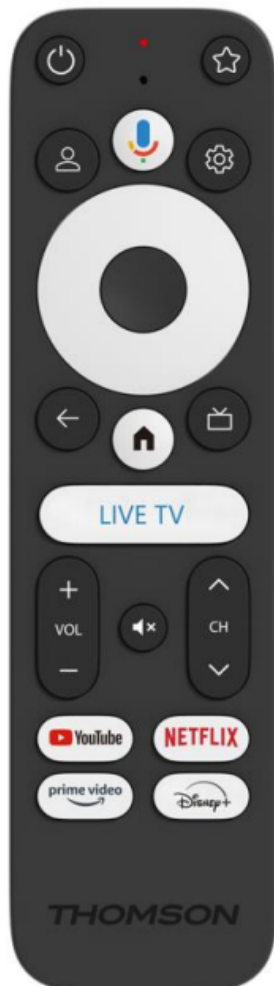 LIVE TV
+ +
VOL CH
-
YouTube NETFLIX
prime video Disney+
THOMSON